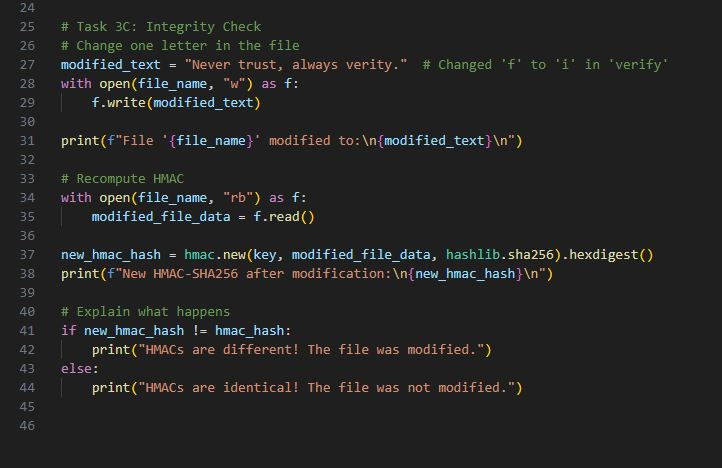 24
25 # Task 3C: Integrity Check
26 # Change one letter in the file
27 modified_text = "Never trust, always verity."  # Changed 'f' to 'i' in 'verify'
28 with open(file_name, "w") as f:
29     f.write(modified_text)
30
31 print(f"File '{file_name}' modified to:\n{modified_text}\n")
32
33 # Recompute HMAC
34 with open(file_name, "rb") as f:
35     modified_file_data = f.read()
36
37 new_hmac_hash = hmac.new(key, modified_file_data, hashlib.sha256).hexdigest()
38 print(f"New HMAC-SHA256 after modification:\n{new_hmac_hash}\n")
39
40 # Explain what happens
41 if new_hmac_hash != hmac_hash:
42     print("HMACs are different! The file was modified.")
43 else:
44     print("HMACs are identical! The file was not modified.")
45
46